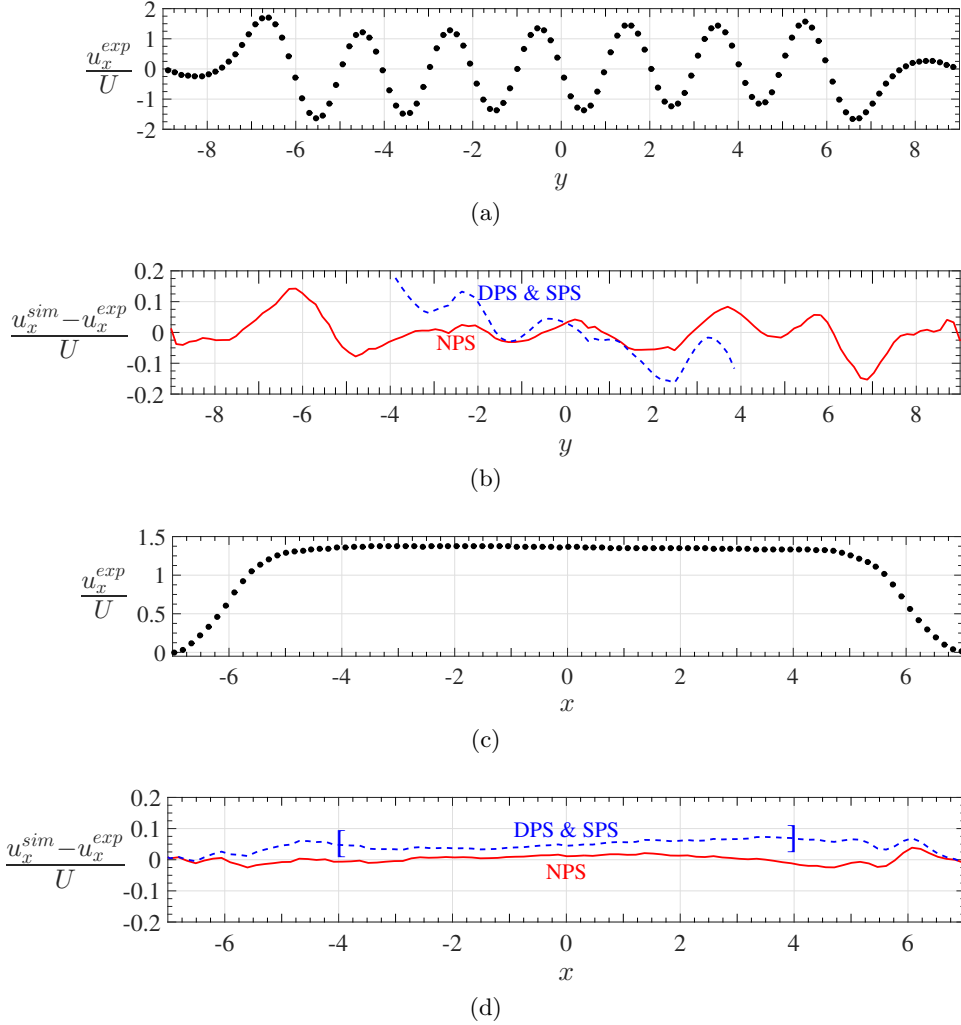 2
1
0
-1
-2
u_x^{exp}
U
-8 -6 -4 -2 0 2 4 6 8
y
(a)
0.2
0.1
0
-0.1
-0.2
u_x^{sim} − u_x^{exp}
U
DPS & SPS
NPS
-8 -6 -4 -2 0 2 4 6 8
y
(b)
1.5
1
0.5
0
u_x^{exp}
U
-6 -4 -2 0 2 4 6
x
(c)
0.2
0.1
0
-0.1
-0.2
u_x^{sim} − u_x^{exp}
U
[ DPS & SPS ]
NPS
-6 -4 -2 0 2 4 6
x
(d)